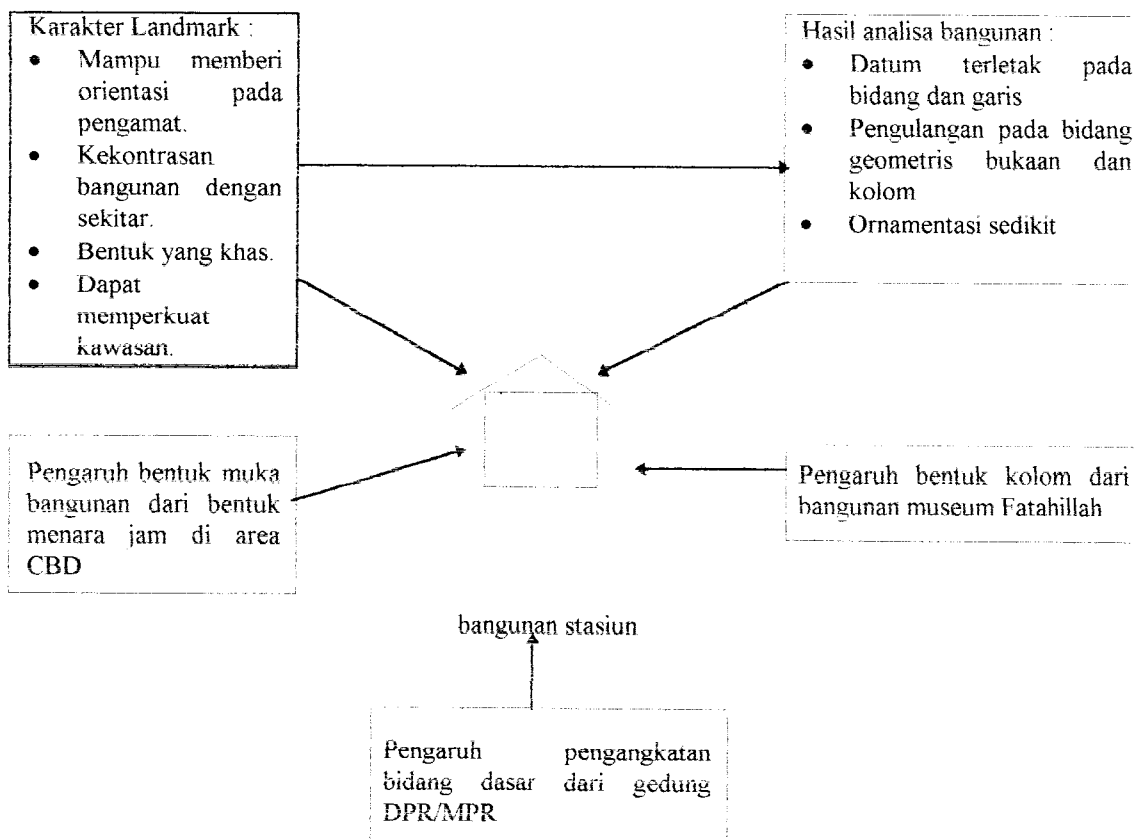 Karakter Landmark :
• Mampu memberi
orientasi pada
pengamat.
• Kekontrasan
bangunan dengan
sekitar.
• Bentuk yang khas.
• Dapat
memperkuat
kawasan.
Hasil analisa bangunan :
• Datum terletak pada
bidang dan garis
• Pengulangan pada bidang
geometris bukaan dan
kolom
• Ornamentasi sedikit
Pengaruh bentuk muka
bangunan dari bentuk
menara jam di area
CBD
Pengaruh bentuk kolom dari
bangunan museum Fatahillah
bangunan stasiun
Pengaruh pengangkatan
bidang dasar dari gedung
DPR/MPR